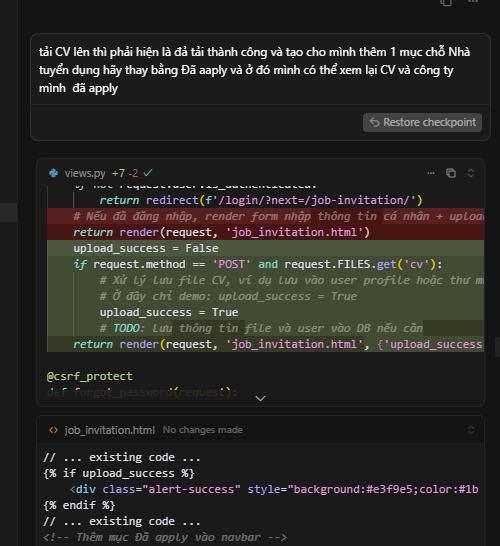 tải CV lên thì phải hiện là đả tải thành công và tạo cho mình thêm 1 mục chỗ Nhà
tuyển dụng hãy thay bằng Đã aaply và ở đó mình có thể xem lại CV và công ty
mình đã apply
Restore checkpoint
views.py +7 -2
if not request.user.is_authenticated:
return redirect(f'/login/?next=/job-invitation/')
# Nếu đã đăng nhập, render form nhập thông tin cá nhân + uploa
return render(request, 'job_invitation.html')
upload_success = False
if request.method == 'POST' and request.FILES.get('cv'):
# Xử lý lưu file CV, ví dụ lưu vào user profile hoặc thư mụ
# Ở đây chỉ demo: upload_success = True
upload_success = True
# TODO: lưu thông tin file và user vào DB nếu cần
return render(request, 'job_invitation.html', {'upload_success
@csrf_protect
def forgot_password(request):
job_invitation.html No changes made
// ... existing code ...
{% if upload_success %}
<div class="alert-success" style="background:#e3f9e5;color:#1b
{% endif %}
// ... existing code ...
<!-- Thêm mục Đã apply vào navbar -->